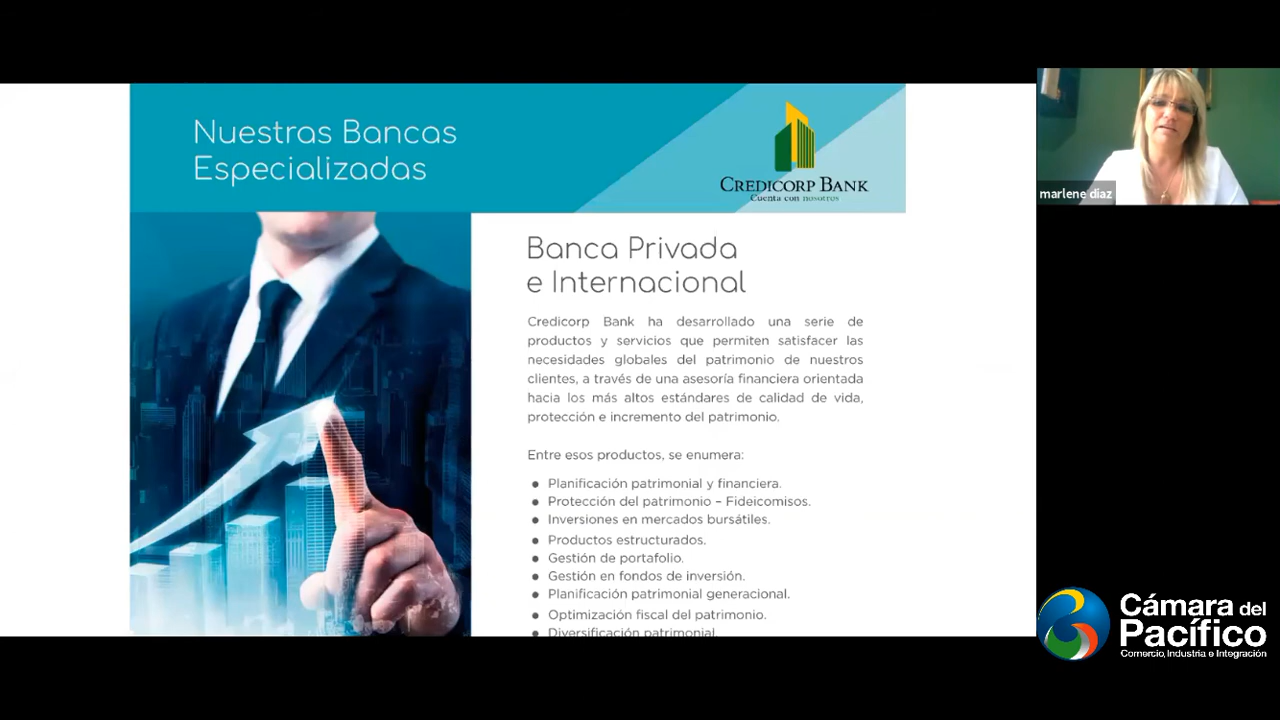 Nuestras Bancas
Especializadas
CREDICORP BANK
Cuenta con nosotros
marlene diaz
Banca Privada
e Internacional
Credicorp Bank ha desarrollado una serie de
productos y servicios que permiten satisfacer las
necesidades globales del patrimonio de nuestros
clientes, a través de una asesoría financiera orientada
hacia los más altos estándares de calidad de vida,
protección e incremento del patrimonio.
Entre esos productos, se enumera:
● Planificación patrimonial y financiera.
● Protección del patrimonio – Fideicomisos.
● Inversiones en mercados bursátiles.
● Productos estructurados.
● Gestión de portafolio.
● Gestión en fondos de inversión.
● Planificación patrimonial generacional.
● Optimización fiscal del patrimonio.
● Diversificación patrimonial.
Cámara del
Pacífico
Comercio, Industria e Integración